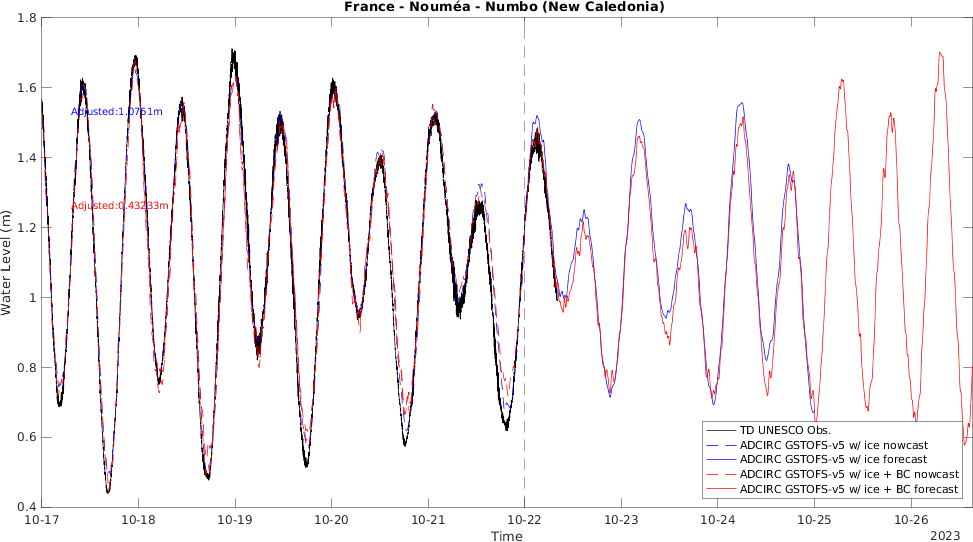 France - Nouméa - Numbo (New Caledonia)
1.8
1.6
1.4
1.2
1
0.8
0.6
0.4
Water Level (m)
Adjusted:1.0761m
Adjusted:0.43233m
TD UNESCO Obs.
ADCIRC GSTOFS-v5 w/ ice nowcast
ADCIRC GSTOFS-v5 w/ ice forecast
ADCIRC GSTOFS-v5 w/ ice + BC nowcast
ADCIRC GSTOFS-v5 w/ ice + BC forecast
10-17 10-18 10-19 10-20 10-21 10-22 10-23 10-24 10-25 10-26
Time
2023